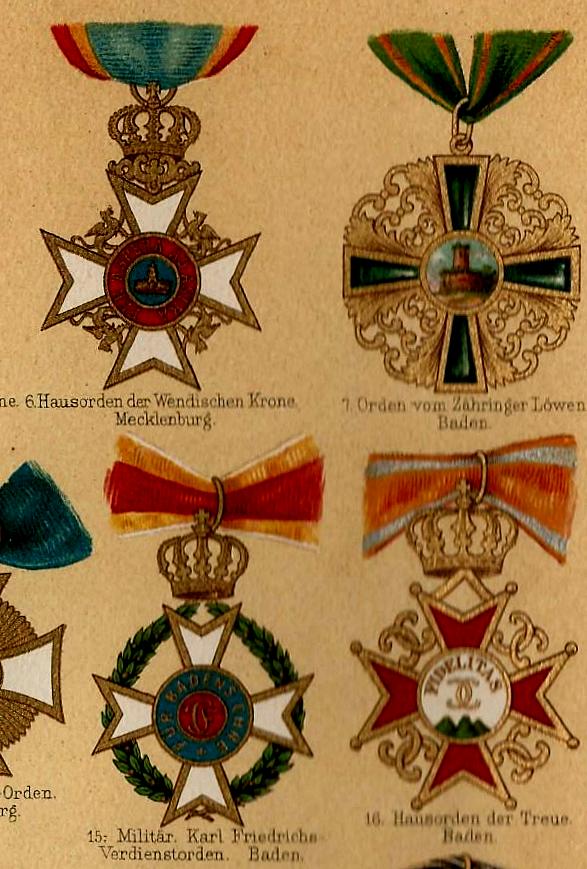 ne. 6. Hausorden der Wendischen Krone.
Mecklenburg.
7. Orden vom Zähringer Löwen
Baden.
FÜR BADENS EHRE
FIDELITAS
-Orden.
rg.
15: Militär. Karl Friedrichs-
Verdienstorden. Baden.
16. Hausorden der Treue.
Baden.